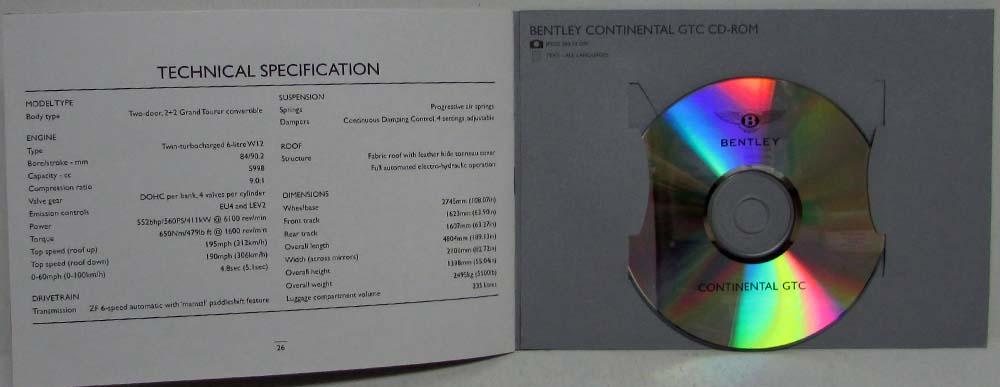 TECHNICAL SPECIFICATION
MODEL TYPE
Body type Two-door, 2+2 Grand Tourer convertible
ENGINE
Type Twin-turbocharged 6-litre W12
Bore/stroke - mm 84/90.2
Capacity - cc 5998
Compression ratio 9.0:1
Valve gear DOHC per bank, 4 valves per cylinder
Emission controls EU4 and LEV2
Power 552bhp/560PS/411kW @ 6100 rev/min
Torque 650Nm/479lb ft @ 1600 rev/min
Top speed (roof up) 195mph (312km/h)
Top speed (roof down) 190mph (306km/h)
0-60mph (0-100km/h) 4.8sec (5.1sec)
DRIVETRAIN
Transmission ZF 6-speed automatic with 'manual' paddleshift feature
SUSPENSION
Springs Progressive air springs
Dampers Continuous Damping Control, 4 settings adjustable
ROOF
Structure Fabric roof with leather hide tonneau cover
Full automated electro-hydraulic operation
DIMENSIONS
Wheelbase 2745mm (108.07in)
Front track 1623mm (63.90in)
Rear track 1607mm (63.27in)
Overall length 4804mm (189.13in)
Width (across mirrors) 2101mm (82.72in)
Overall height 1398mm (55.04in)
Overall weight 2495kg (5500lb)
Luggage compartment volume 235 litres
26
BENTLEY CONTINENTAL GTC CD-ROM
TEXT - ALL LANGUAGES
B
BENTLEY
CONTINENTAL GTC